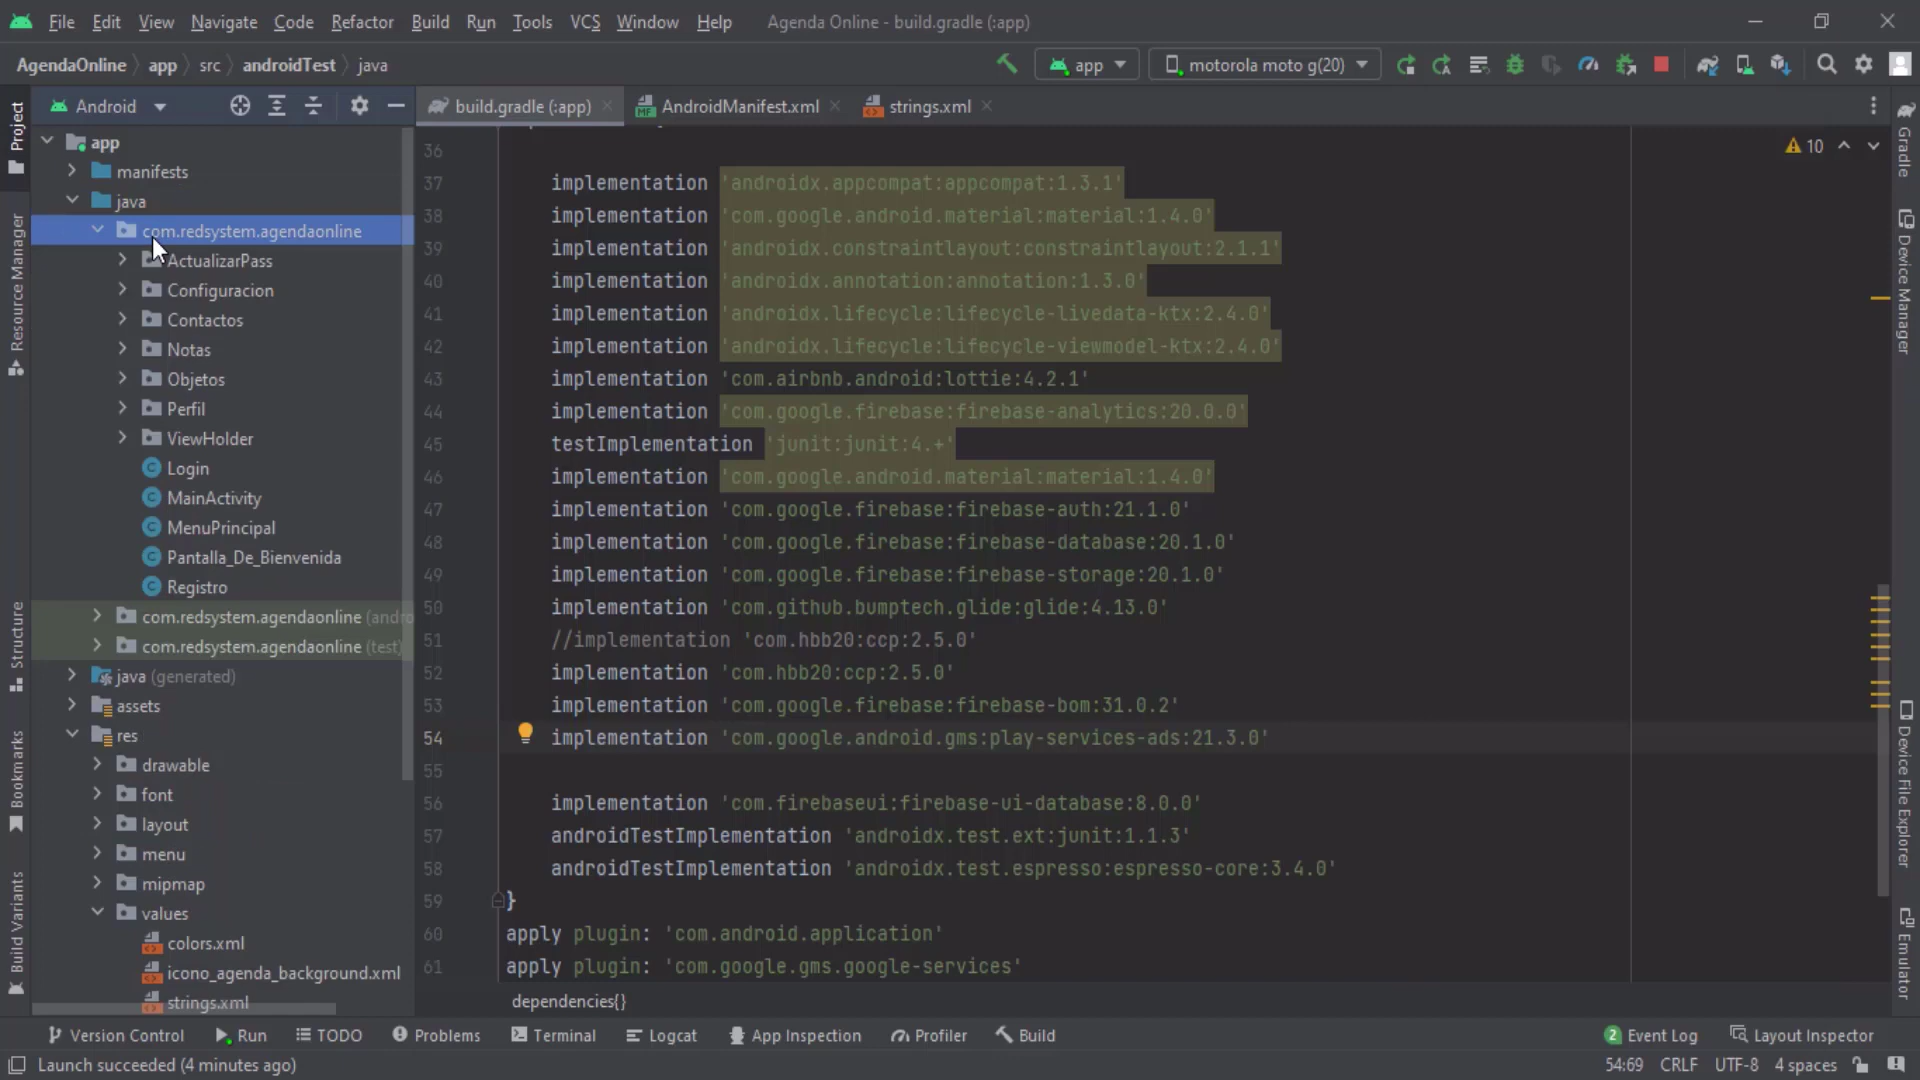 File Edit View Navigate Code Refactor Build Run Tools VCS Window Help Agenda Online - build.gradle (:app)
AgendaOnline app src androidTest java
app motorola moto g(20)
Android
build.gradle (:app) AndroidManifest.xml strings.xml
Project
Resource Manager
Structure
Bookmarks
Build Variants
app
manifests
java
com.redsystem.agendaonline
ActualizarPass
Configuracion
Contactos
Notas
Objetos
Perfil
ViewHolder
Login
MainActivity
MenuPrincipal
Pantalla_De_Bienvenida
Registro
com.redsystem.agendaonline (andro
com.redsystem.agendaonline (test)
java (generated)
assets
res
drawable
font
layout
menu
mipmap
values
colors.xml
icono_agenda_background.xml
strings.xml
10
36
37 implementation 'androidx.appcompat:appcompat:1.3.1'
38 implementation 'com.google.android.material:material:1.4.0'
39 implementation 'androidx.constraintlayout:constraintlayout:2.1.1'
40 implementation 'androidx.annotation:annotation:1.3.0'
41 implementation 'androidx.lifecycle:lifecycle-livedata-ktx:2.4.0'
42 implementation 'androidx.lifecycle:lifecycle-viewmodel-ktx:2.4.0'
43 implementation 'com.airbnb.android:lottie:4.2.1'
44 implementation 'com.google.firebase:firebase-analytics:20.0.0'
45 testImplementation 'junit:junit:4.+'
46 implementation 'com.google.android.material:material:1.4.0'
47 implementation 'com.google.firebase:firebase-auth:21.1.0'
48 implementation 'com.google.firebase:firebase-database:20.1.0'
49 implementation 'com.google.firebase:firebase-storage:20.1.0'
50 implementation 'com.github.bumptech.glide:glide:4.13.0'
51 //implementation 'com.hbb20:ccp:2.5.0'
52 implementation 'com.hbb20:ccp:2.5.0'
53 implementation 'com.google.firebase:firebase-bom:31.0.2'
54 implementation 'com.google.android.gms:play-services-ads:21.3.0'
55
56 implementation 'com.firebaseui:firebase-ui-database:8.0.0'
57 androidTestImplementation 'androidx.test.ext:junit:1.1.3'
58 androidTestImplementation 'androidx.test.espresso:espresso-core:3.4.0'
59 }
60 apply plugin: 'com.android.application'
61 apply plugin: 'com.google.gms.google-services'
dependencies{}
Gradle
Device Manager
Device File Explorer
Emulator
Version Control Run TODO Problems Terminal Logcat App Inspection Profiler Build 2 Event Log Layout Inspector
Launch succeeded (4 minutes ago) 54:69 CRLF UTF-8 4 spaces